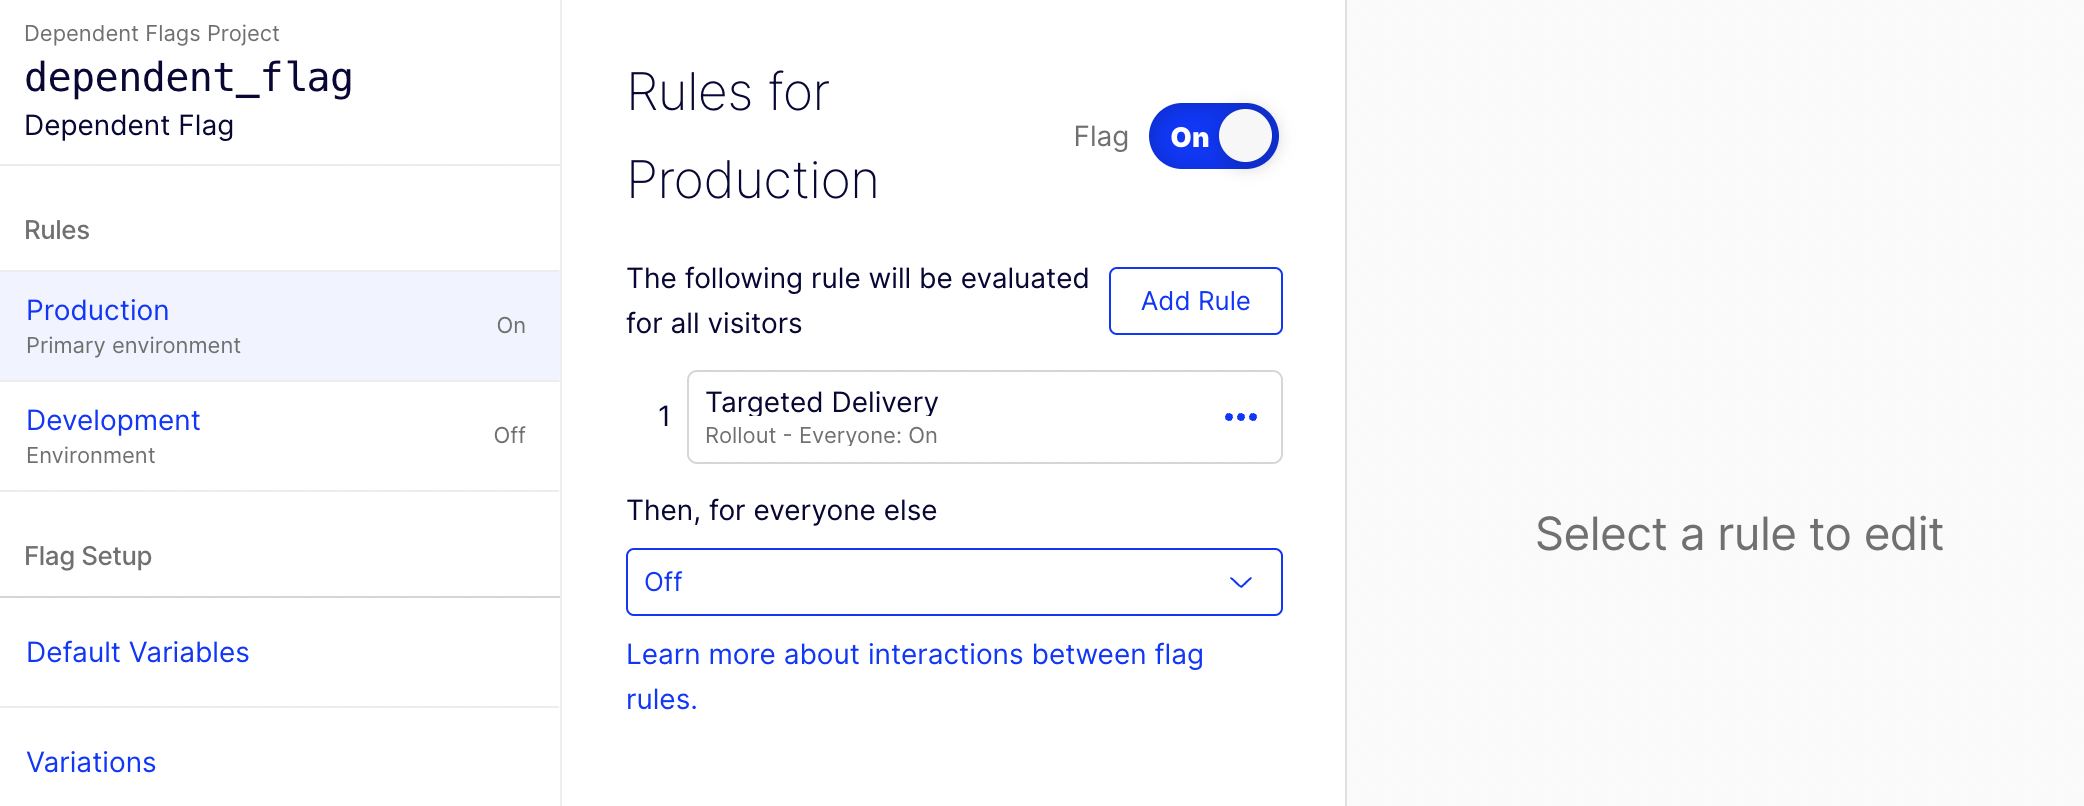 Dependent Flags Project
dependent_flag
Dependent Flag
Rules
Production
Primary environment
On
Development
Environment
Off
Flag Setup
Default Variables
Variations
Rules for
Production
Flag
On
The following rule will be evaluated
for all visitors
Add Rule
1
Targeted Delivery
Rollout - Everyone: On
Then, for everyone else
Off
Learn more about interactions between flag
rules.
Select a rule to edit